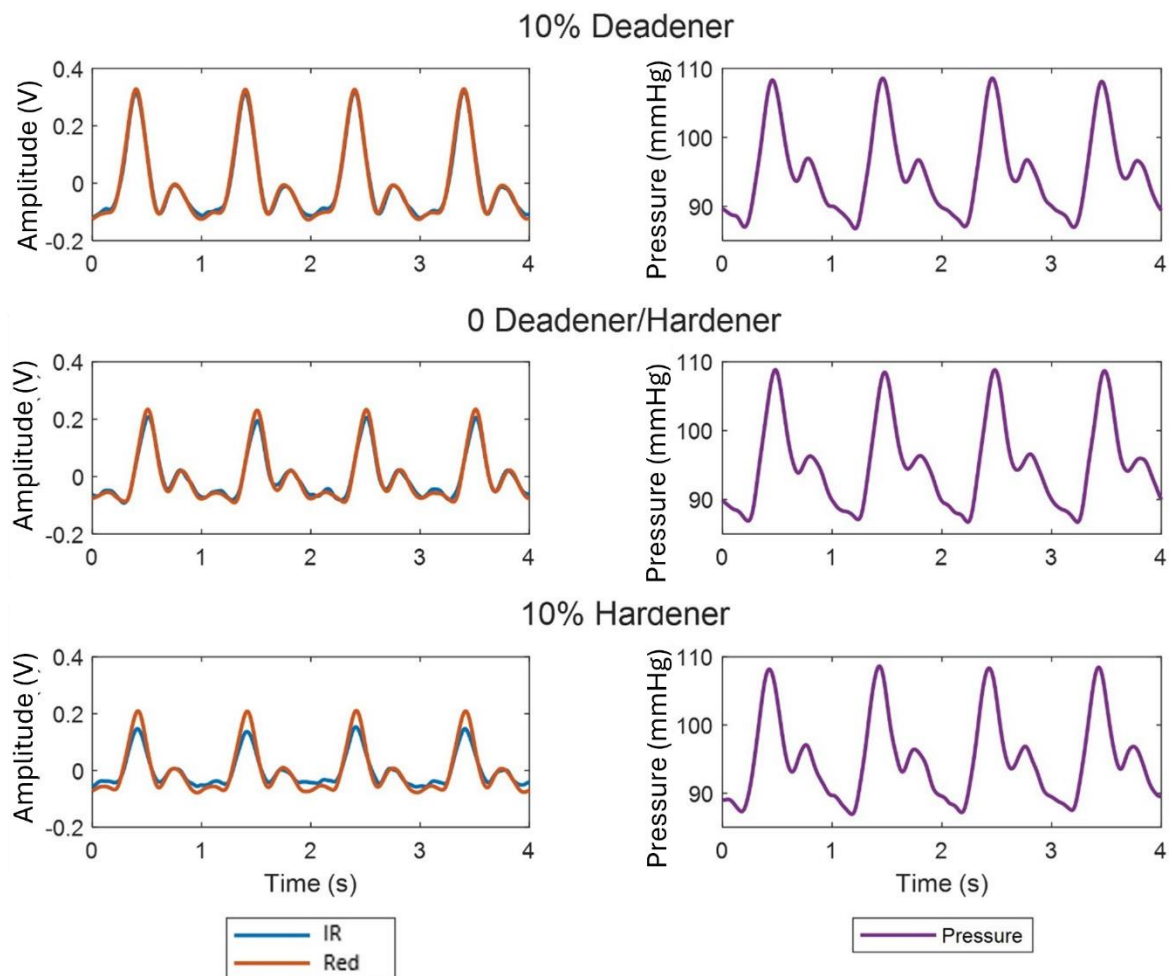 10% Deadener
Amplitude (V)
0.4
0.2
0
-0.2
0 1 2 3 4
Pressure (mmHg)
110
100
90
0 1 2 3 4
0 Deadener/Hardener
Amplitude (V)
0.4
0.2
0
-0.2
0 1 2 3 4
Pressure (mmHg)
110
100
90
0 1 2 3 4
10% Hardener
Amplitude (V)
0.4
0.2
0
-0.2
0 1 2 3 4
Time (s)
Pressure (mmHg)
110
100
90
0 1 2 3 4
Time (s)
IR
Red
Pressure